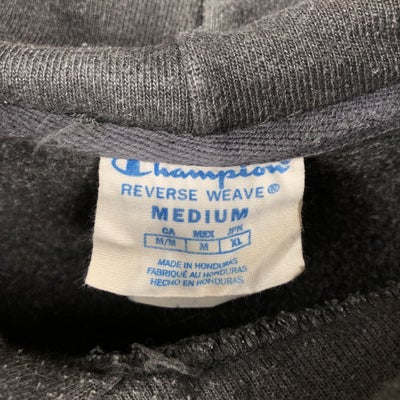 Champion
REVERSE WEAVE®
MEDIUM
CA MEX JPN
M/M M XL
MADE IN HONDURAS
FABRIQUÉ AU HONDURAS
HECHO EN HONDURAS